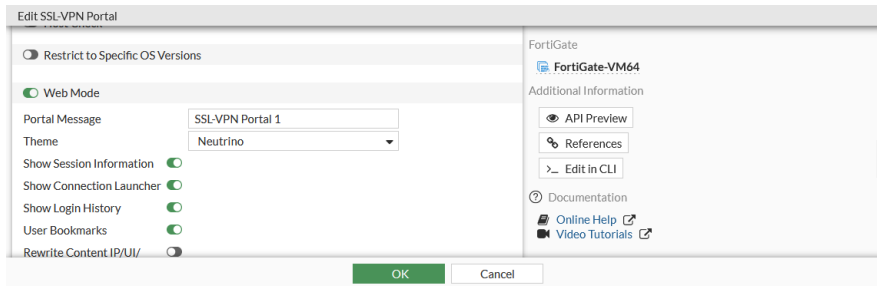 Edit SSL-VPN Portal
Host Check
Restrict to Specific OS Versions
Web Mode
Portal Message
SSL-VPN Portal 1
Theme
Neutrino
Show Session Information
Show Connection Launcher
Show Login History
User Bookmarks
Rewrite Content IP/UI/
FortiGate
FortiGate-VM64
Additional Information
API Preview
References
>_ Edit in CLI
Documentation
Online Help
Video Tutorials
OK
Cancel